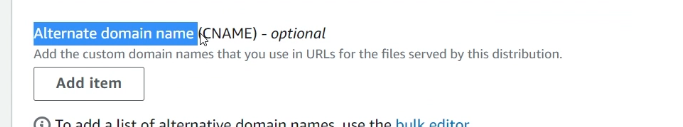 Alternate domain name (CNAME) - optional
Add the custom domain names that you use in URLs for the files served by this distribution.
Add item
To add a list of alternative domain names, use the bulk editor